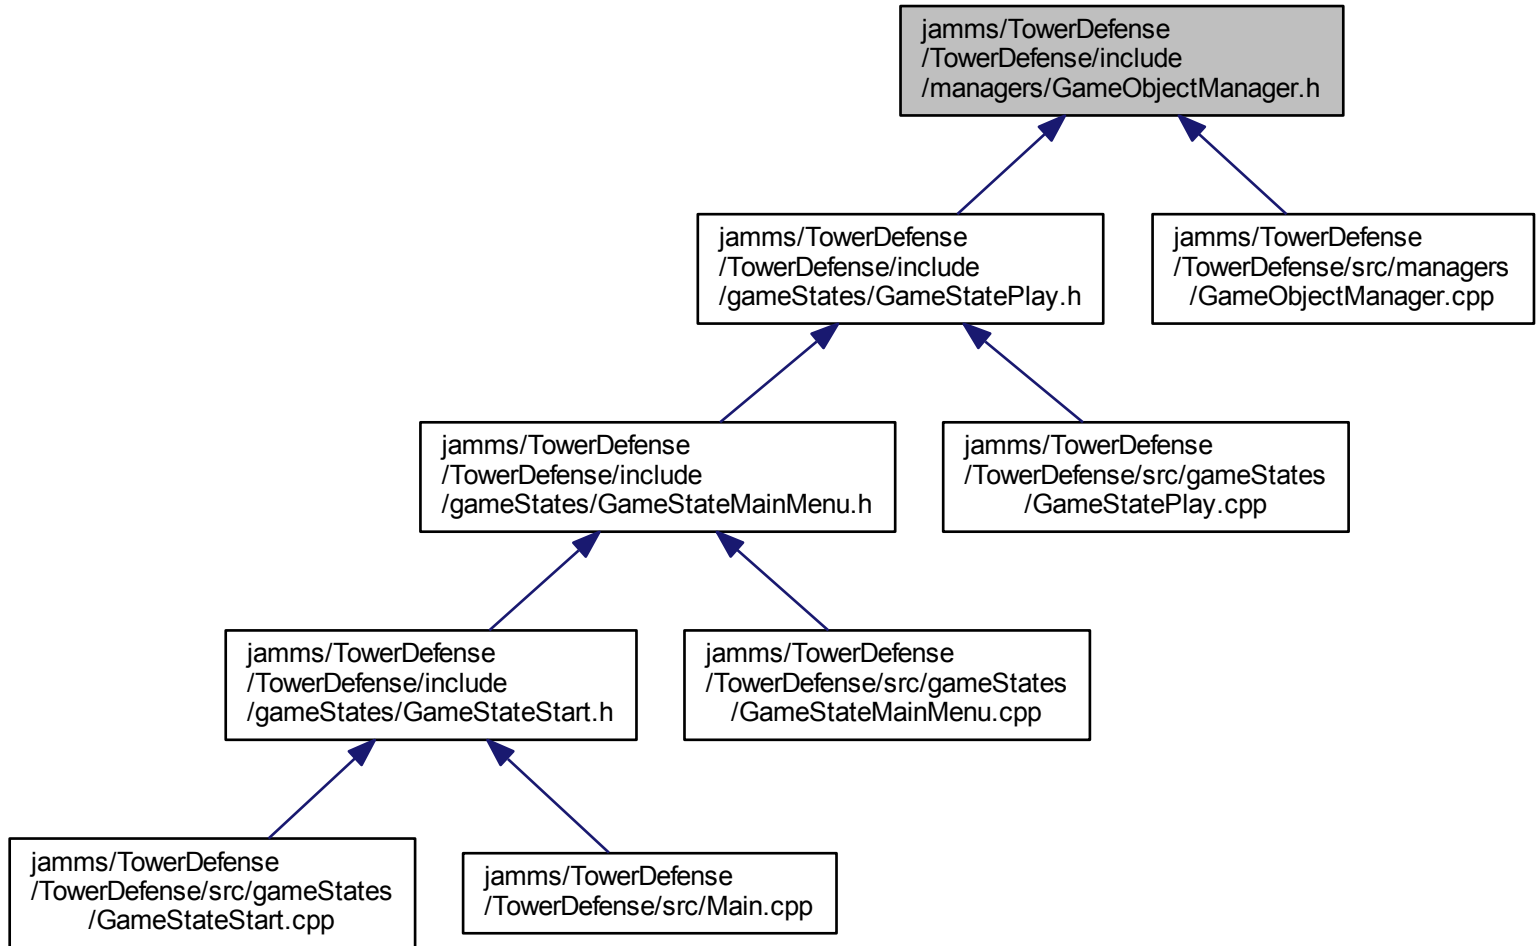 jamms/TowerDefense
/TowerDefense/include
/managers/GameObjectManager.h
jamms/TowerDefense
/TowerDefense/include
/gameStates/GameStatePlay.h
jamms/TowerDefense
/TowerDefense/src/managers
/GameObjectManager.cpp
jamms/TowerDefense
/TowerDefense/include
/gameStates/GameStateMainMenu.h
jamms/TowerDefense
/TowerDefense/src/gameStates
/GameStatePlay.cpp
jamms/TowerDefense
/TowerDefense/include
/gameStates/GameStateStart.h
jamms/TowerDefense
/TowerDefense/src/gameStates
/GameStateMainMenu.cpp
jamms/TowerDefense
/TowerDefense/src/gameStates
/GameStateStart.cpp
jamms/TowerDefense
/TowerDefense/src/Main.cpp